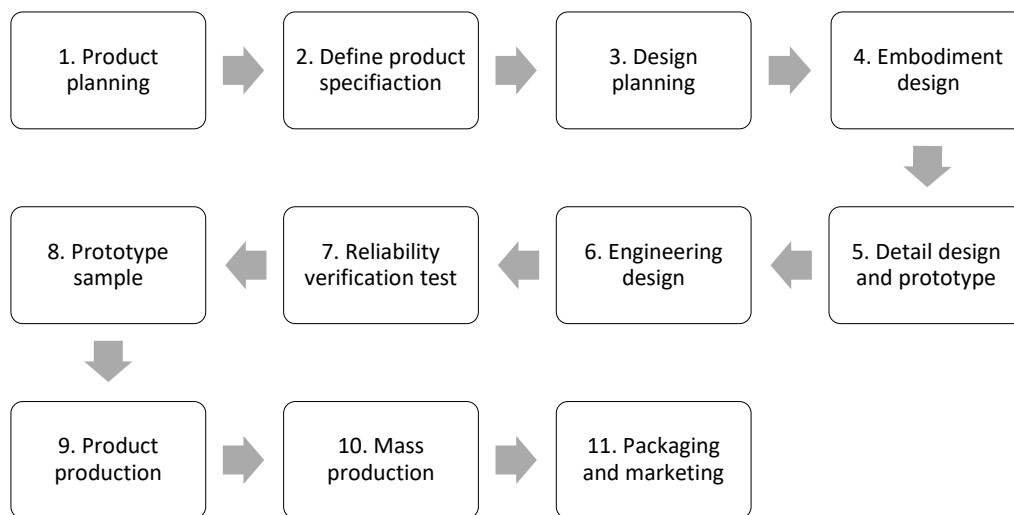 1. Product
planning
2. Define product
specifiaction
3. Design
planning
4. Embodiment
design
5. Detail design
and prototype
6. Engineering
design
7. Reliability
verification test
8. Prototype
sample
9. Product
production
10. Mass
production
11. Packaging
and marketing